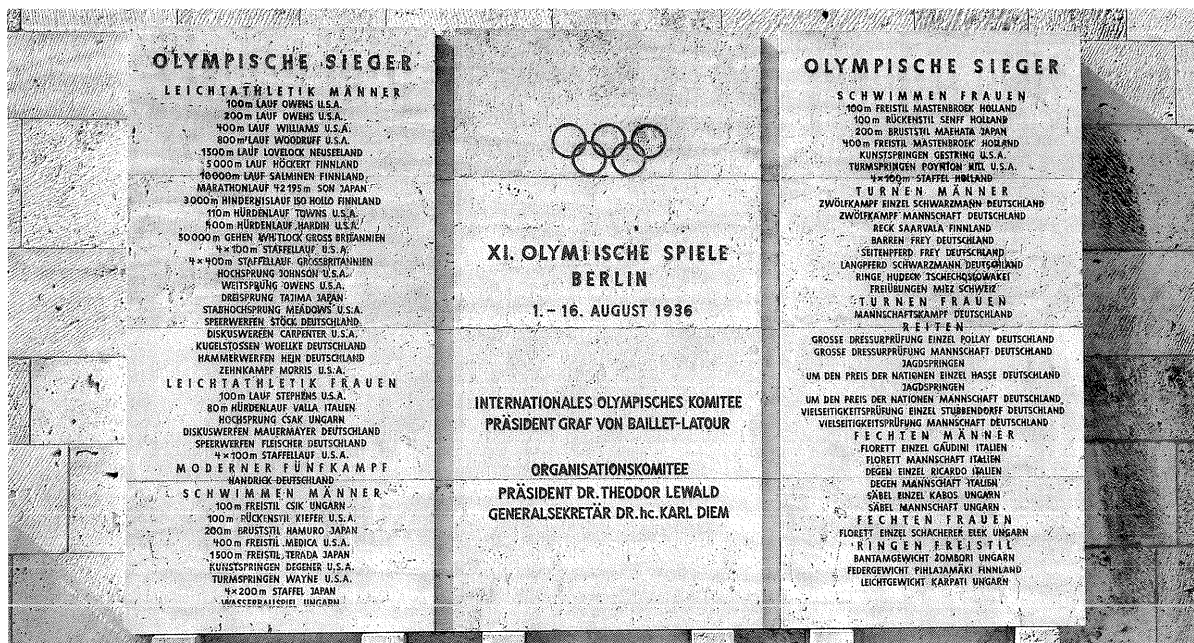 OLYMPISCHE SIEGER
LEICHTATHLETIK MÄNNER
100m LAUF OWENS U.S.A.
200m LAUF OWENS U.S.A.
400m LAUF WILLIAMS U.S.A.
800m LAUF WOODRUFF U.S.A.
1500m LAUF LOVELOCK NEUSEELAND
5000m LAUF HÖCKERT FINNLAND
10000m LAUF SALMINEN FINNLAND
MARATHONLAUF 42195m SON JAPAN
3000m HINDERNISLAUF ISO HOLLO FINNLAND
110m HÜRDENLAUF TOWNS U.S.A.
400m HÜRDENLAUF HARDIN U.S.A.
50000m GEHEN WHITLOCK GROSS BRITANNIEN
4×100m STAFFELLAUF U.S.A.
4×400m STAFFELLAUF GROSSBRITANNIEN
HOCHSPRUNG JOHNSON U.S.A.
WEITSPRUNG OWENS U.S.A.
DREISPRUNG TAJIMA JAPAN
STABHOCHSPRUNG MEADOWS U.S.A.
SPEERWERFEN STÖCK DEUTSCHLAND
DISKUSWERFEN CARPENTER U.S.A.
KUGELSTOSSEN WOELLKE DEUTSCHLAND
HAMMERWERFEN HEIN DEUTSCHLAND
ZEHNKAMPF MORRIS U.S.A.
LEICHTATHLETIK FRAUEN
100m LAUF STEPHENS U.S.A.
80m HÜRDENLAUF VALLA ITALIEN
HOCHSPRUNG CSAK UNGARN
DISKUSWERFEN MAUERMAYER DEUTSCHLAND
SPEERWERFEN FLEISCHER DEUTSCHLAND
4×100m STAFFELLAUF U.S.A.
MODERNER FÜNFKAMPF
HANDRICK DEUTSCHLAND
SCHWIMMEN MÄNNER
100m FREISTIL CSIK UNGARN
100m RÜCKENSTIL KIEFER U.S.A.
200m BRUSTSTIL HAMURO JAPAN
400m FREISTIL MEDICA U.S.A.
1500m FREISTIL TERADA JAPAN
KUNSTSPRINGEN DEGENER U.S.A.
TURMSPRINGEN WAYNE U.S.A.
4×200m STAFFEL JAPAN
WASSERBALLSPIEL UNGARN
XI. OLYMPISCHE SPIELE
BERLIN
1.– 16. AUGUST 1936
INTERNATIONALES OLYMPISCHES KOMITEE
PRÄSIDENT GRAF VON BAILLET-LATOUR
ORGANISATIONSKOMITEE
PRÄSIDENT DR. THEODOR LEWALD
GENERALSEKRETÄR DR. hc. KARL DIEM
OLYMPISCHE SIEGER
SCHWIMMEN FRAUEN
100m FREISTIL MASTENBROEK HOLLAND
100m RÜCKENSTIL SENFF HOLLAND
200m BRUSTSTIL MAEHATA JAPAN
400m FREISTIL MASTENBROEK HOLLAND
KUNSTSPRINGEN GESTRING U.S.A.
TURMSPRINGEN POYNTON HILL U.S.A.
4×100m STAFFEL HOLLAND
TURNEN MÄNNER
ZWÖLFKAMPF EINZEL SCHWARZMANN DEUTSCHLAND
ZWÖLFKAMPF MANNSCHAFT DEUTSCHLAND
RECK SAARVALA FINNLAND
BARREN FREY DEUTSCHLAND
SEITENPFERD FREY DEUTSCHLAND
LANGPFERD SCHWARZMANN DEUTSCHLAND
RINGE HUDECK TSCHECHOSLOWAKEI
FREIÜBUNGEN MIEZ SCHWEIZ
TURNEN FRAUEN
MANNSCHAFTSKAMPF DEUTSCHLAND
REITEN
GROSSE DRESSURPRÜFUNG EINZEL POLLAY DEUTSCHLAND
GROSSE DRESSURPRÜFUNG MANNSCHAFT DEUTSCHLAND
JAGDSPRINGEN
UM DEN PREIS DER NATIONEN EINZEL HASSE DEUTSCHLAND
JAGDSPRINGEN
UM DEN PREIS DER NATIONEN MANNSCHAFT DEUTSCHLAND
VIELSEITIGKEITSPRÜFUNG EINZEL STUBBENDORFF DEUTSCHLAND
VIELSEITIGKEITSPRÜFUNG MANNSCHAFT DEUTSCHLAND
FECHTEN MÄNNER
FLORETT EINZEL GAUDINI ITALIEN
FLORETT MANNSCHAFT ITALIEN
DEGEN EINZEL RICARDO ITALIEN
DEGEN MANNSCHAFT ITALIEN
SÄBEL EINZEL KABOS UNGARN
SÄBEL MANNSCHAFT UNGARN
FECHTEN FRAUEN
FLORETT EINZEL SCHACHERER ELEK UNGARN
RINGEN FREISTIL
BANTAMGEWICHT ZOMBORI UNGARN
FEDERGEWICHT PIHLAJAMÄKI FINNLAND
LEICHTGEWICHT KARPATI UNGARN